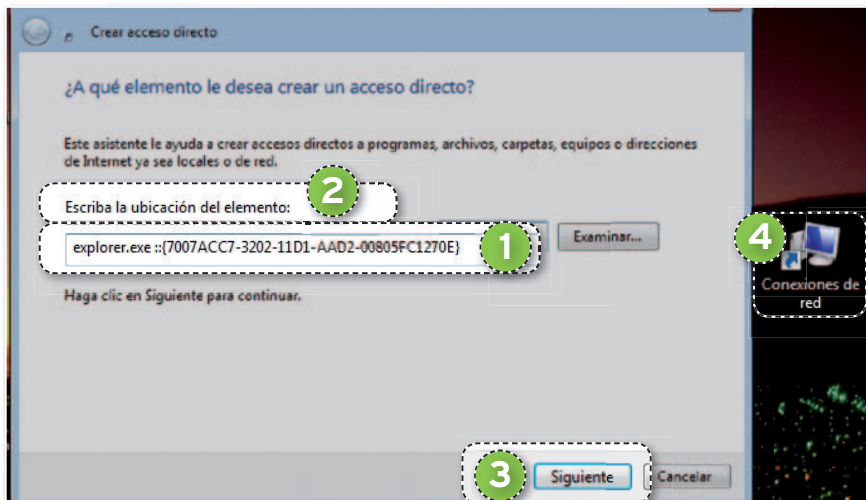 Crear acceso directo
¿A qué elemento le desea crear un acceso directo?
Este asistente le ayuda a crear accesos directos a programas, archivos, carpetas, equipos o direcciones
de Internet ya sea locales o de red.
2
Escriba la ubicación del elemento:
explorer.exe ::{7007ACC7-3202-11D1-AAD2-00805FC1270E}
1
Examinar...
4
Conexiones de
red
Haga clic en Siguiente para continuar.
3
Siguiente
Cancelar